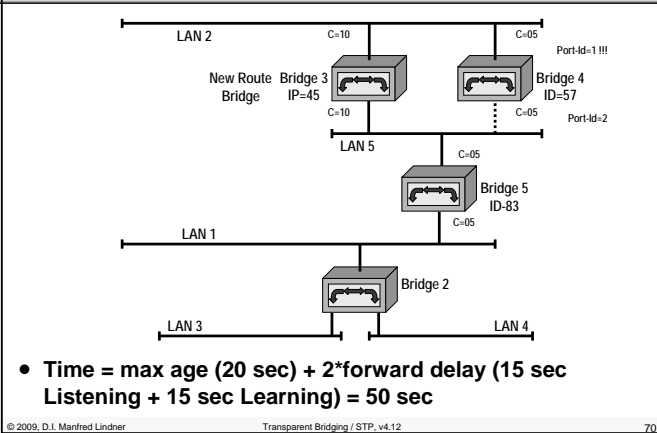 LAN 2
C=10
C=05
Port-Id=1 !!!
New Route
Bridge
Bridge 3
IP=45
Bridge 4
ID=57
C=10
C=05
Port-Id=2
LAN 5
C=05
Bridge 5
ID-83
C=05
LAN 1
Bridge 2
LAN 3
LAN 4
• Time = max age (20 sec) + 2*forward delay (15 sec
Listening + 15 sec Learning) = 50 sec
© 2009, D.I. Manfred Lindner
Transparent Bridging / STP, v4.12
70